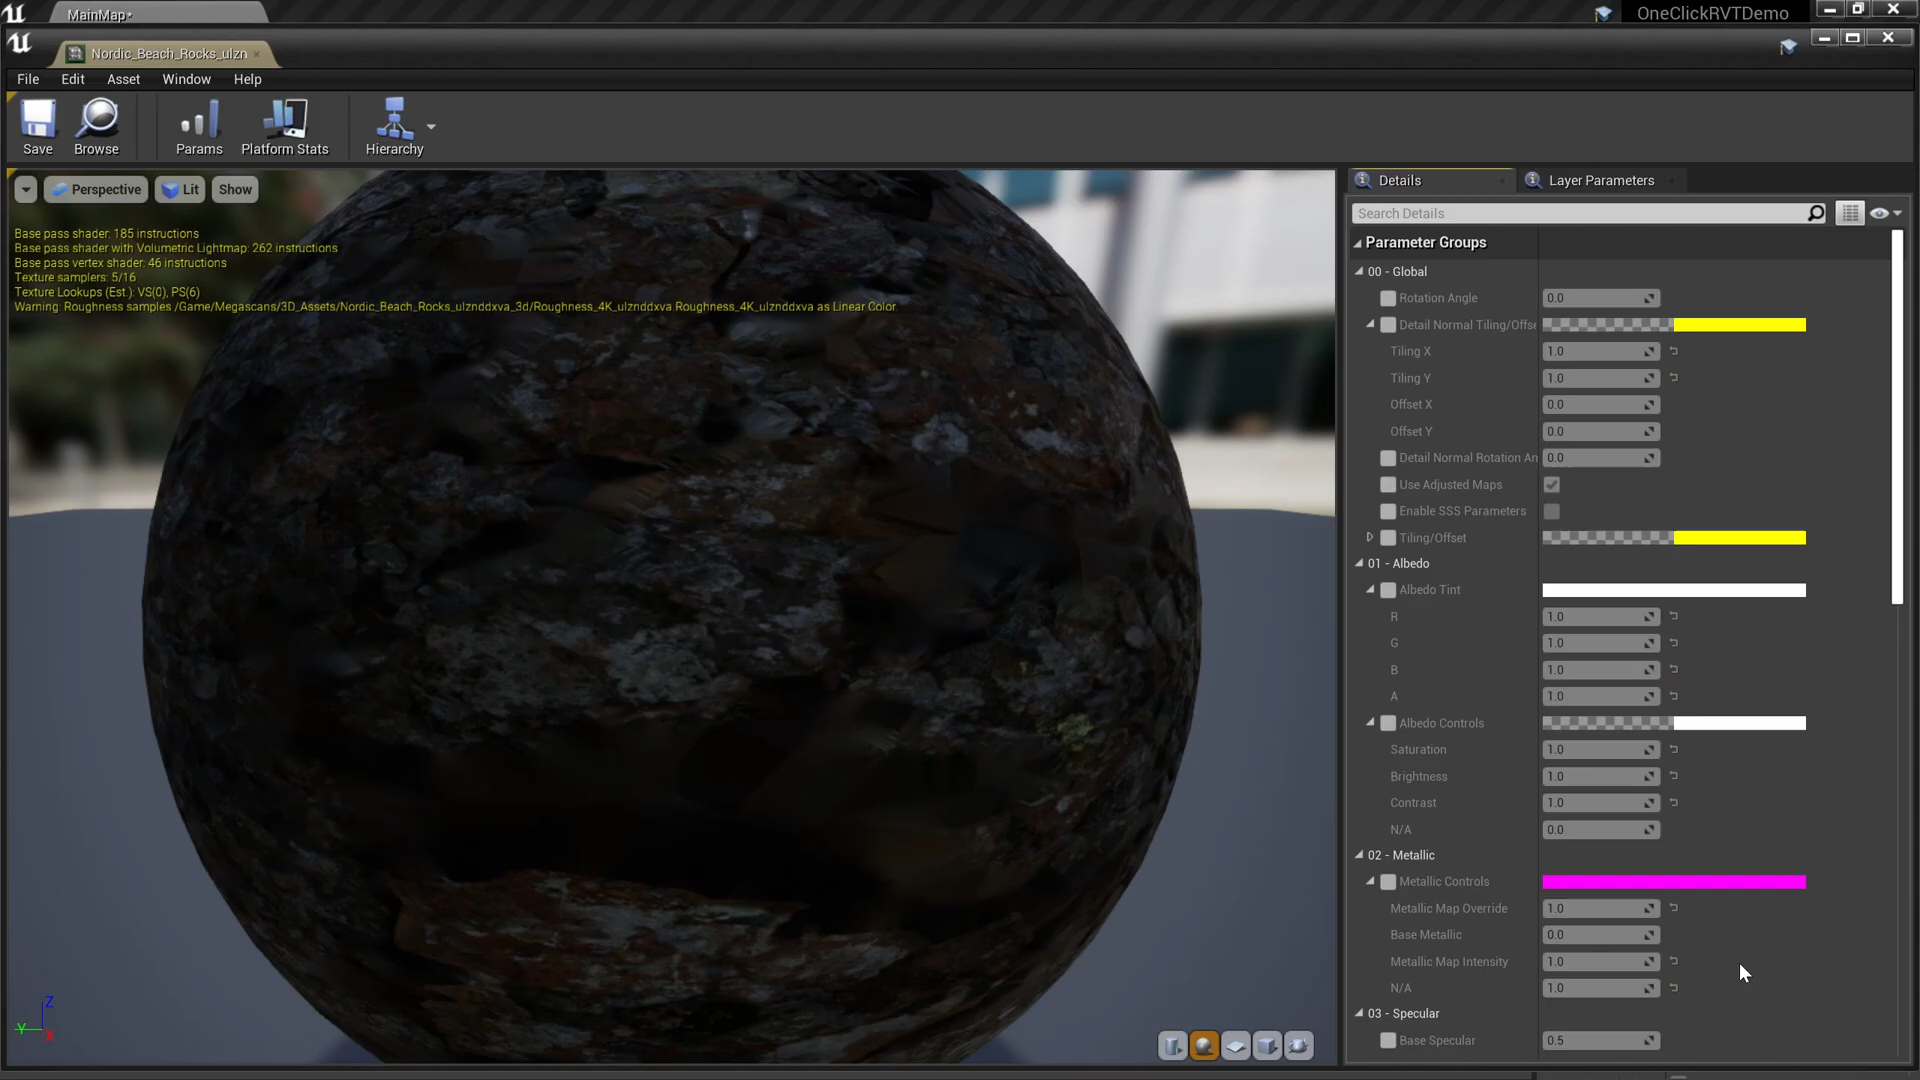 MainMap*
OneClickRVTDemo
Nordic_Beach_Rocks_ulzn
File Edit Asset Window Help
Save Browse Params Platform Stats Hierarchy
Perspective Lit Show
Base pass shader: 185 instructions
Base pass shader with Volumetric Lightmap: 262 instructions
Base pass vertex shader: 46 instructions
Texture samplers: 5/16
Texture Lookups (Est.): VS(0), PS(6)
Warning: Roughness samples /Game/Megascans/3D_Assets/Nordic_Beach_Rocks_ulznddxva_3d/Roughness_4K_ulznddxva.Roughness_4K_ulznddxva as Linear Color.
Z
Y
X
Details Layer Parameters
Search Details
Parameter Groups
00 - Global
Rotation Angle 0.0
Detail Normal Tiling/Offse
Tiling X 1.0
Tiling Y 1.0
Offset X 0.0
Offset Y 0.0
Detail Normal Rotation An 0.0
Use Adjusted Maps
Enable SSS Parameters
Tiling/Offset
01 - Albedo
Albedo Tint
R 1.0
G 1.0
B 1.0
A 1.0
Albedo Controls
Saturation 1.0
Brightness 1.0
Contrast 1.0
N/A 0.0
02 - Metallic
Metallic Controls
Metallic Map Override 1.0
Base Metallic 0.0
Metallic Map Intensity 1.0
N/A 1.0
03 - Specular
Base Specular 0.5